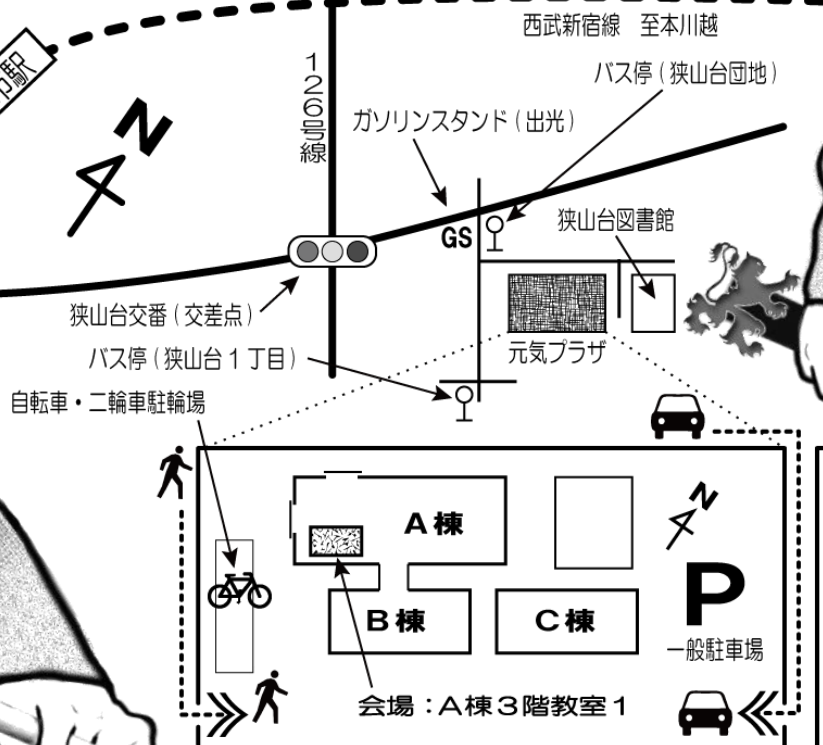 西武新宿線　至本川越
バス停(狭山台団地)
市駅
126号線
ガソリンスタンド(出光)
N
GS
狭山台図書館
狭山台交番(交差点)
バス停(狭山台1丁目)
元気プラザ
自転車・二輪車駐輪場
A棟
N
P
B棟
C棟
一般駐車場
会場：A棟3階教室1